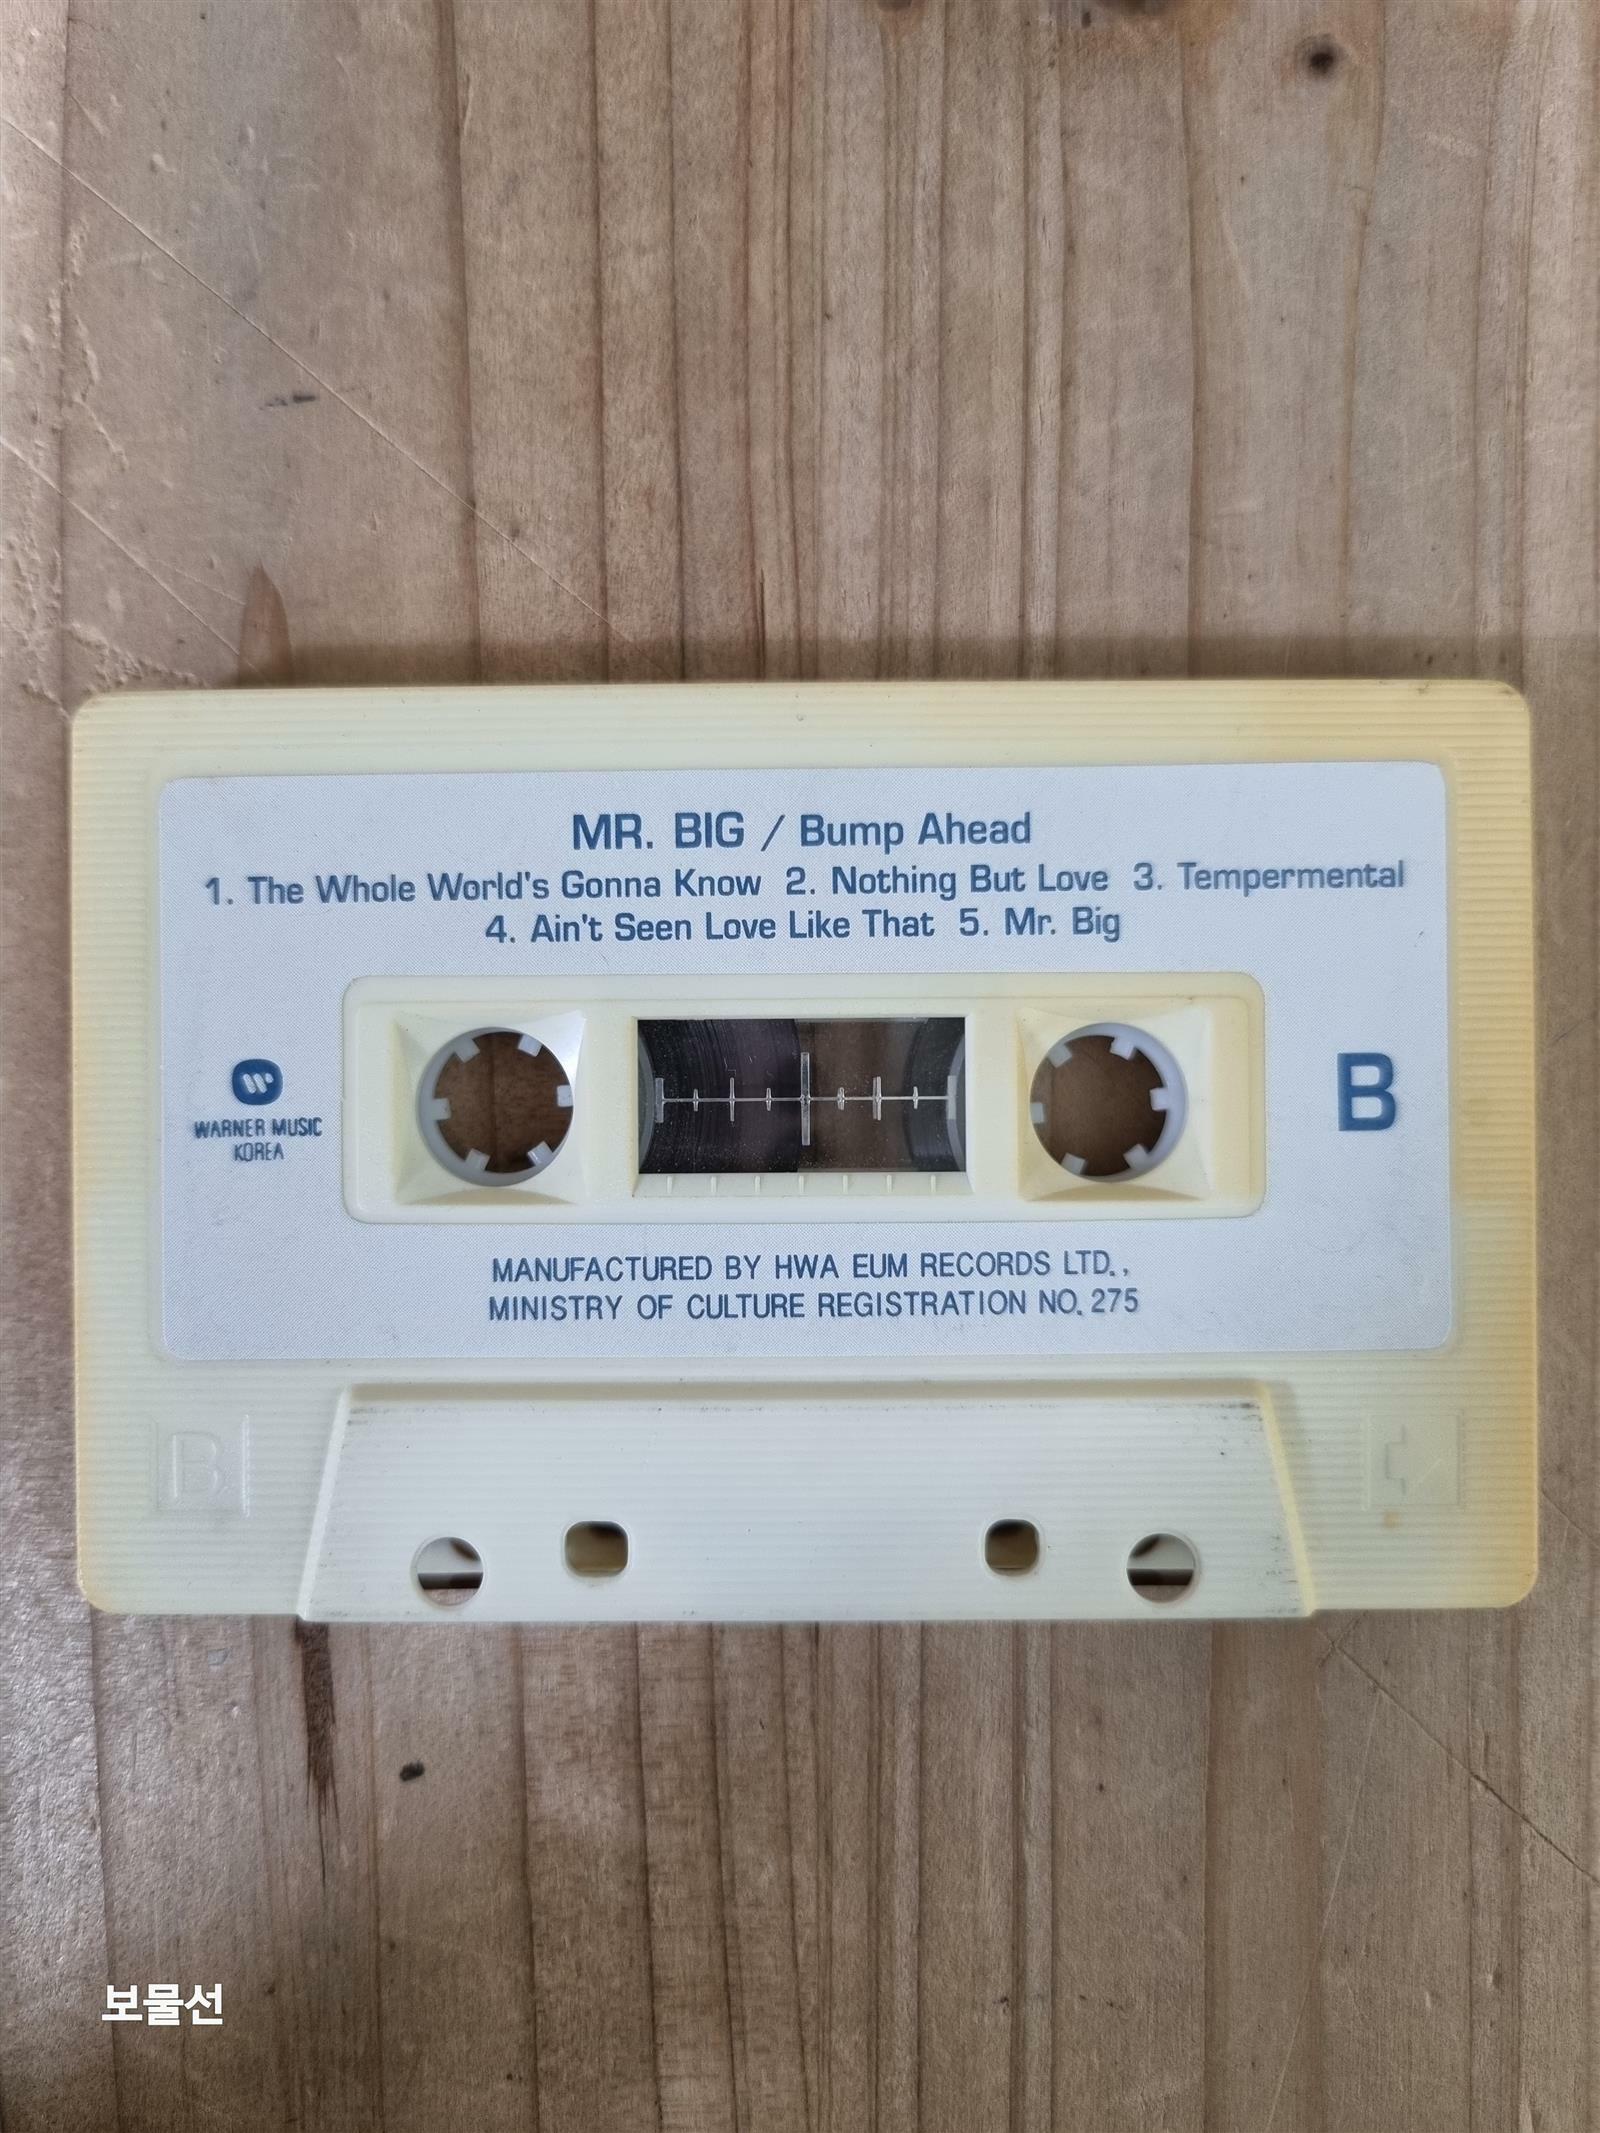 MR. BIG / Bump Ahead
1. The Whole World's Gonna Know 2. Nothing But Love 3. Tempermental
4. Ain't Seen Love Like That 5. Mr. Big
WARNER MUSIC
KOREA
B
MANUFACTURED BY HWA EUM RECORDS LTD.,
MINISTRY OF CULTURE REGISTRATION NO. 275
B
보물선